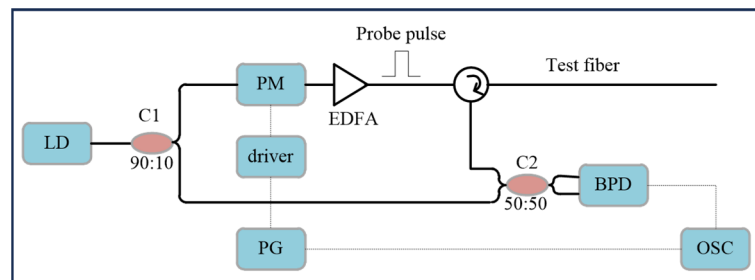 Probe pulse
PM
EDFA
Test fiber
C1
LD
90:10
driver
C2
50:50
BPD
PG
OSC